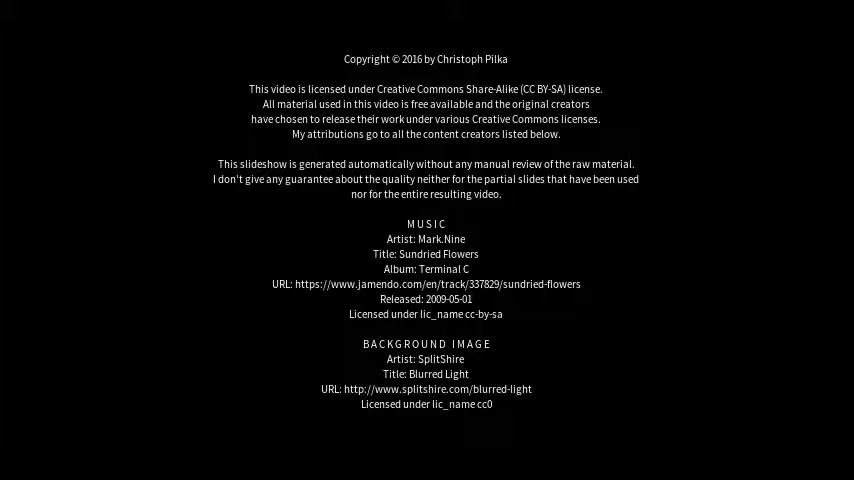 Copyright © 2016 by Christoph Pilka
This video is licensed under Creative Commons Share-Alike (CC BY-SA) license.
All material used in this video is free available and the original creators
have chosen to release their work under various Creative Commons licenses.
My attributions go to all the content creators listed below.
This slideshow is generated automatically without any manual review of the raw material.
I don't give any guarantee about the quality neither for the partial slides that have been used
nor for the entire resulting video.
MUSIC
Artist: Mark.Nine
Title: Sundried Flowers
Album: Terminal C
URL: https://www.jamendo.com/en/track/337829/sundried-flowers
Released: 2009-05-01
Licensed under lic_name cc-by-sa
BACKGROUND IMAGE
Artist: SplitShire
Title: Blurred Light
URL: http://www.splitshire.com/blurred-light
Licensed under lic_name cc0